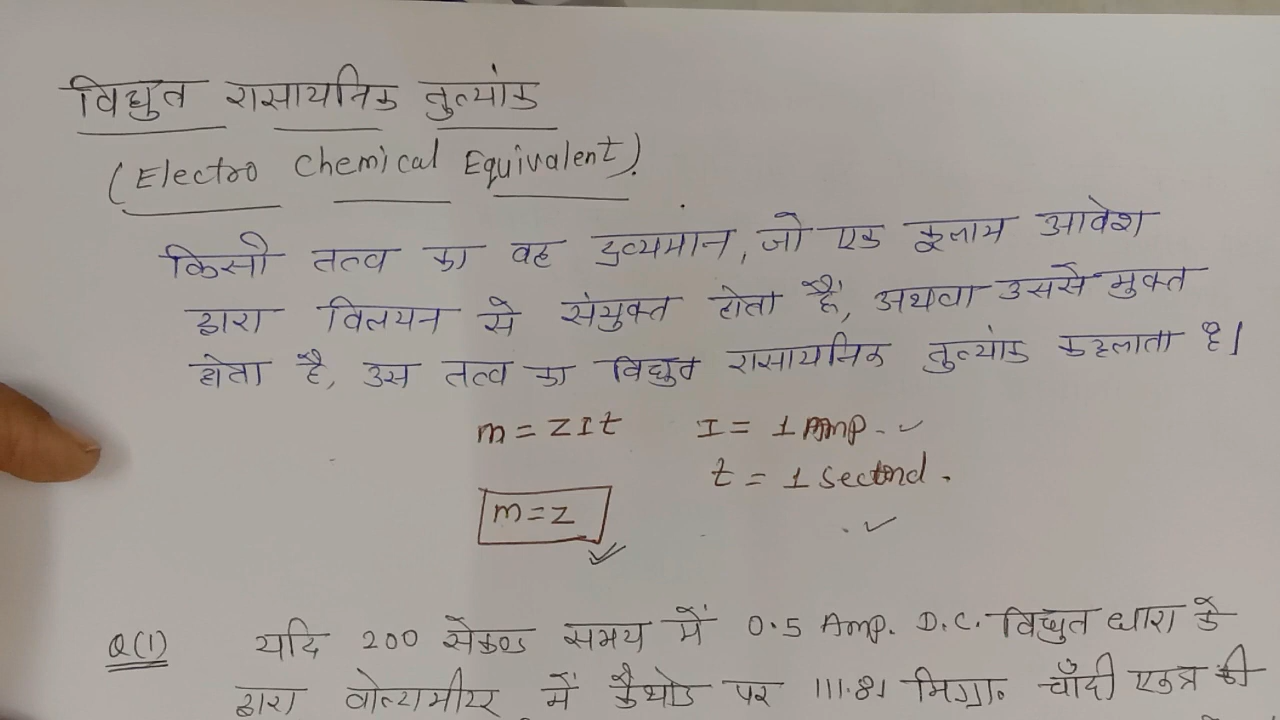 विद्युत रासायनिक तुल्यांक
(Electro Chemical Equivalent).
किसी तत्व का वह द्रव्यमान, जो एक कूलाम आवेश
द्वारा विलयन से संयुक्त होता है, अथवा उससे मुक्त
होता है, उस तत्व का विद्युत रासायनिक तुल्यांक कहलाता है।
m = ZIt I = 1 Amp.
t = 1 Second.
m = Z
Q(1) यदि 200 सेकण्ड समय में 0.5 Amp. D.C. विद्युत धारा के
द्वारा वोल्टामीटर में कैथोड पर 111.81 मिग्रा. चाँदी एकत्र की